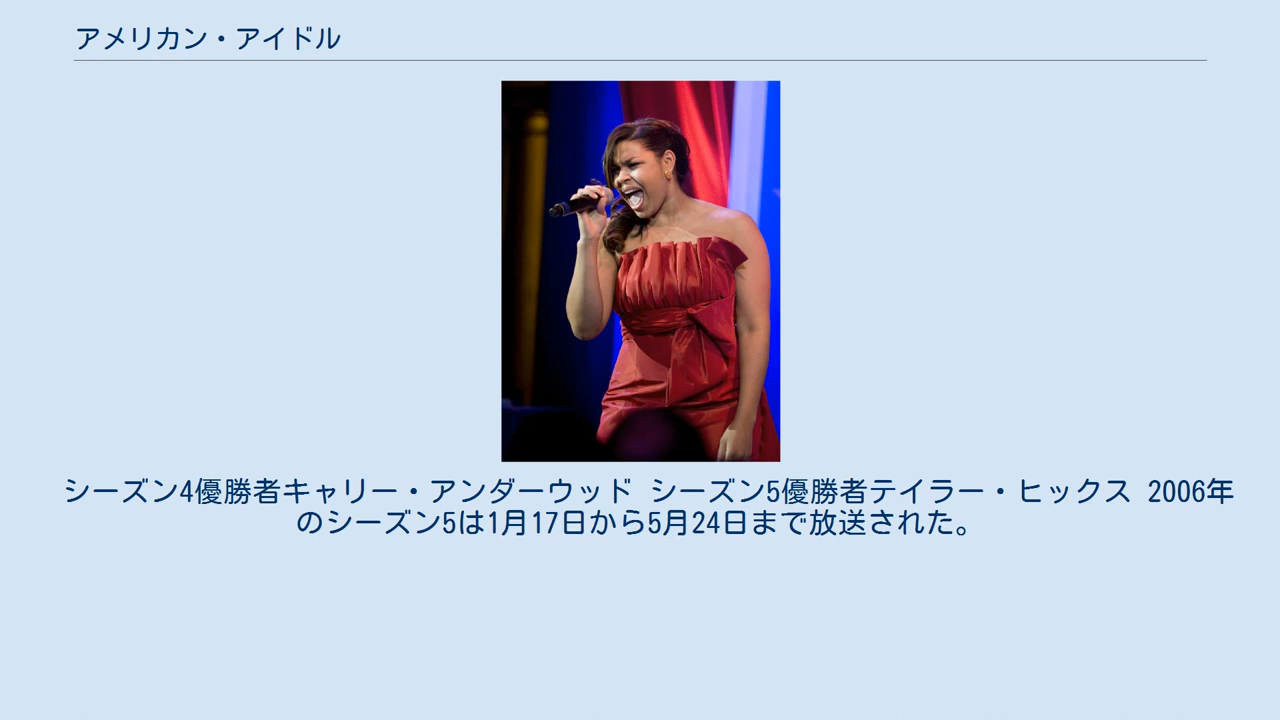 アメリカン・アイドル
シーズン4優勝者キャリー・アンダーウッド シーズン5優勝者テイラー・ヒックス 2006年
のシーズン5は1月17日から5月24日まで放送された。